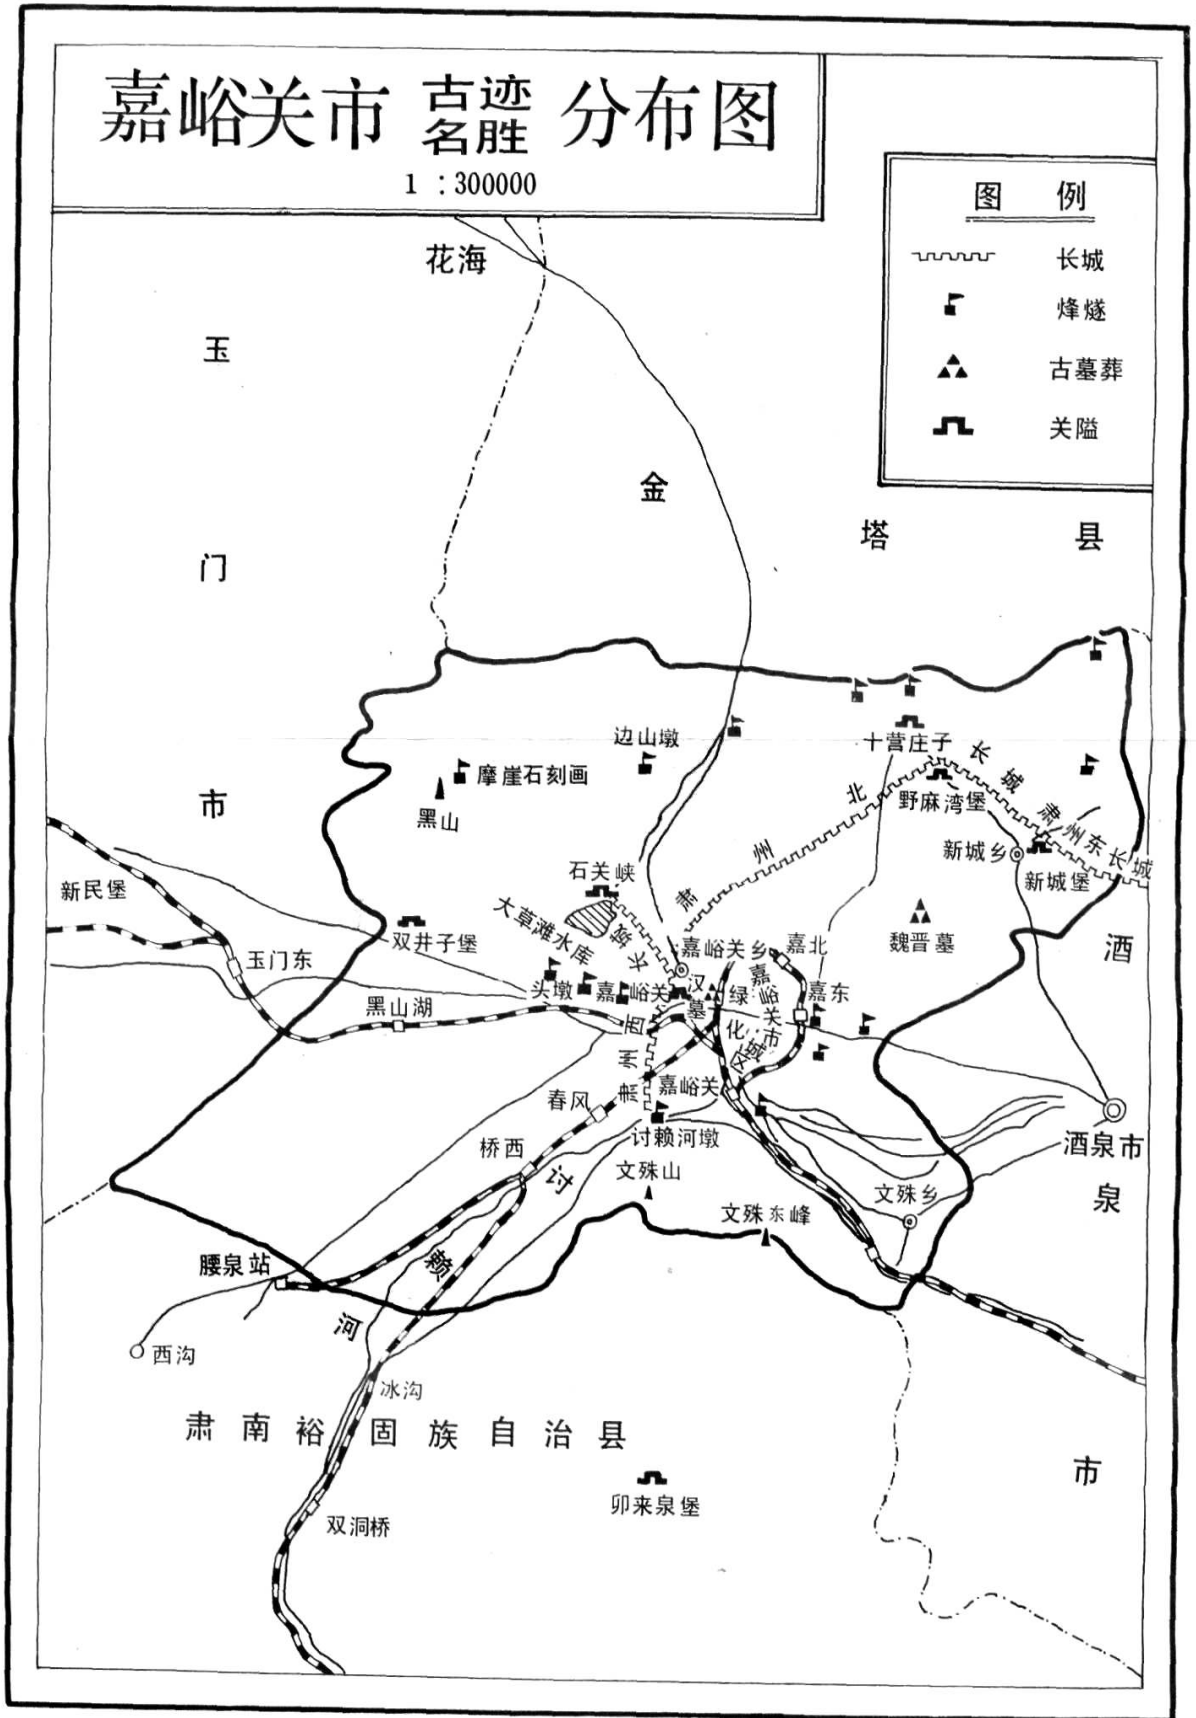 嘉峪关市古迹名胜分布图
1：300000
图 例
长城
烽燧
古墓葬
关隘
花海
玉门市
金塔县
边山墩
摩崖石刻画
黑山
十营庄子
野麻湾堡
肃州北长城
肃州东长城
新城乡
新城堡
石关峡
大草滩水库
新民堡
双井子堡
魏晋墓
玉门东
嘉峪关乡
嘉北
黑山湖
头墩
嘉峪关
汉墓
绿化区
嘉峪关市
嘉东
肃州西长城
春风
嘉峪关
讨赖河墩
桥西
文殊山
文殊乡
文殊东峰
酒泉市
酒泉市
腰泉站
讨赖河
西沟
冰沟
肃南裕固族自治县
卯来泉堡
双洞桥